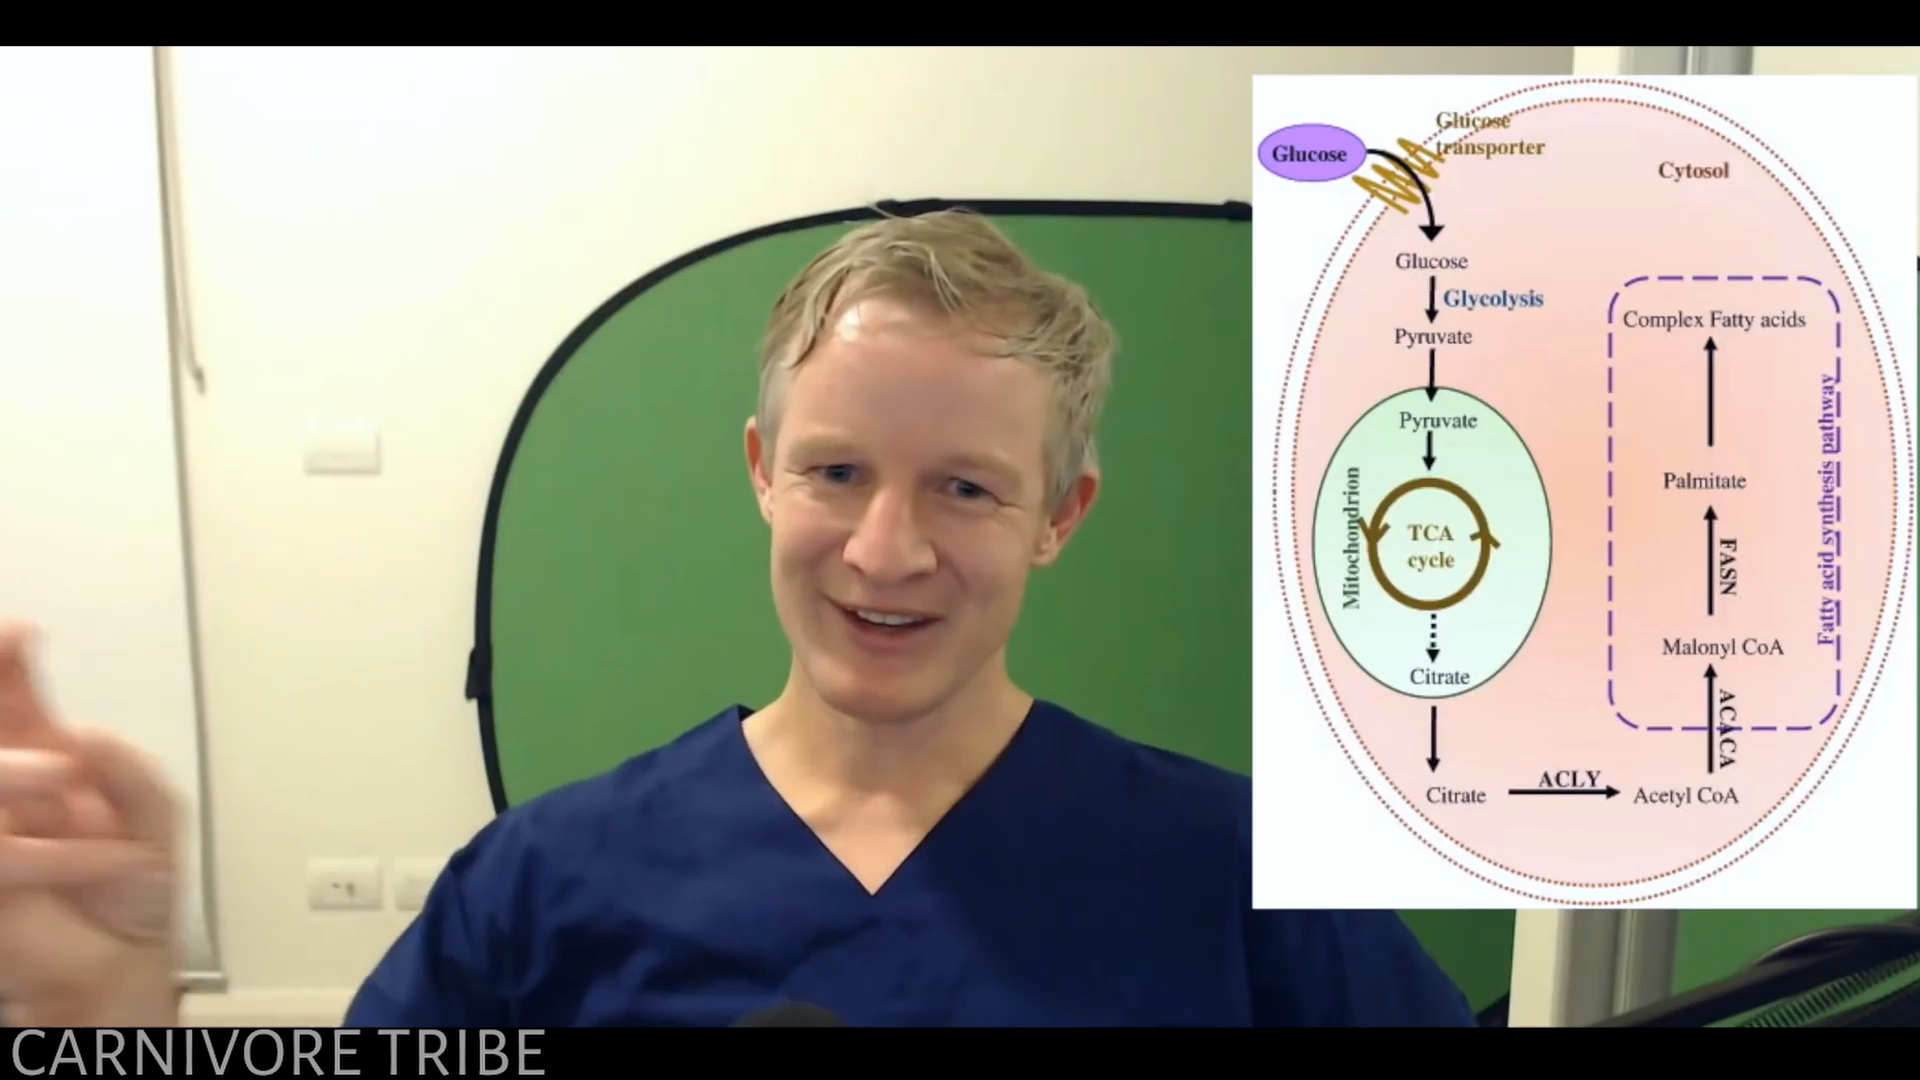 Glucose
Glucose
transporter
Cytosol
Glucose
Glycolysis
Pyruvate
Pyruvate
Mitochondrion
TCA
cycle
Citrate
Citrate
ACLY
Acetyl CoA
ACACA
Malonyl CoA
FASN
Palmitate
Complex Fatty acids
Fatty acid synthesis pathway
CARNIVORE TRIBE